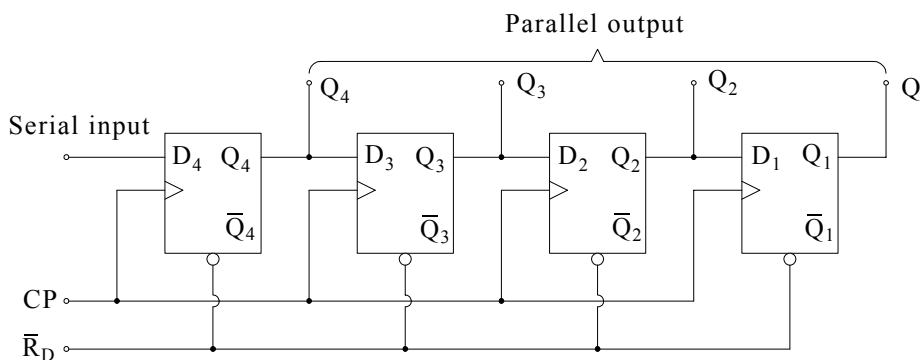 Parallel output
Q₄ Q₃ Q₂ Q
Serial input
D₄ Q₄ D₃ Q₃ D₂ Q₂ D₁ Q₁
Q̅₄ Q̅₃ Q̅₂ Q̅₁
CP
R̅_D